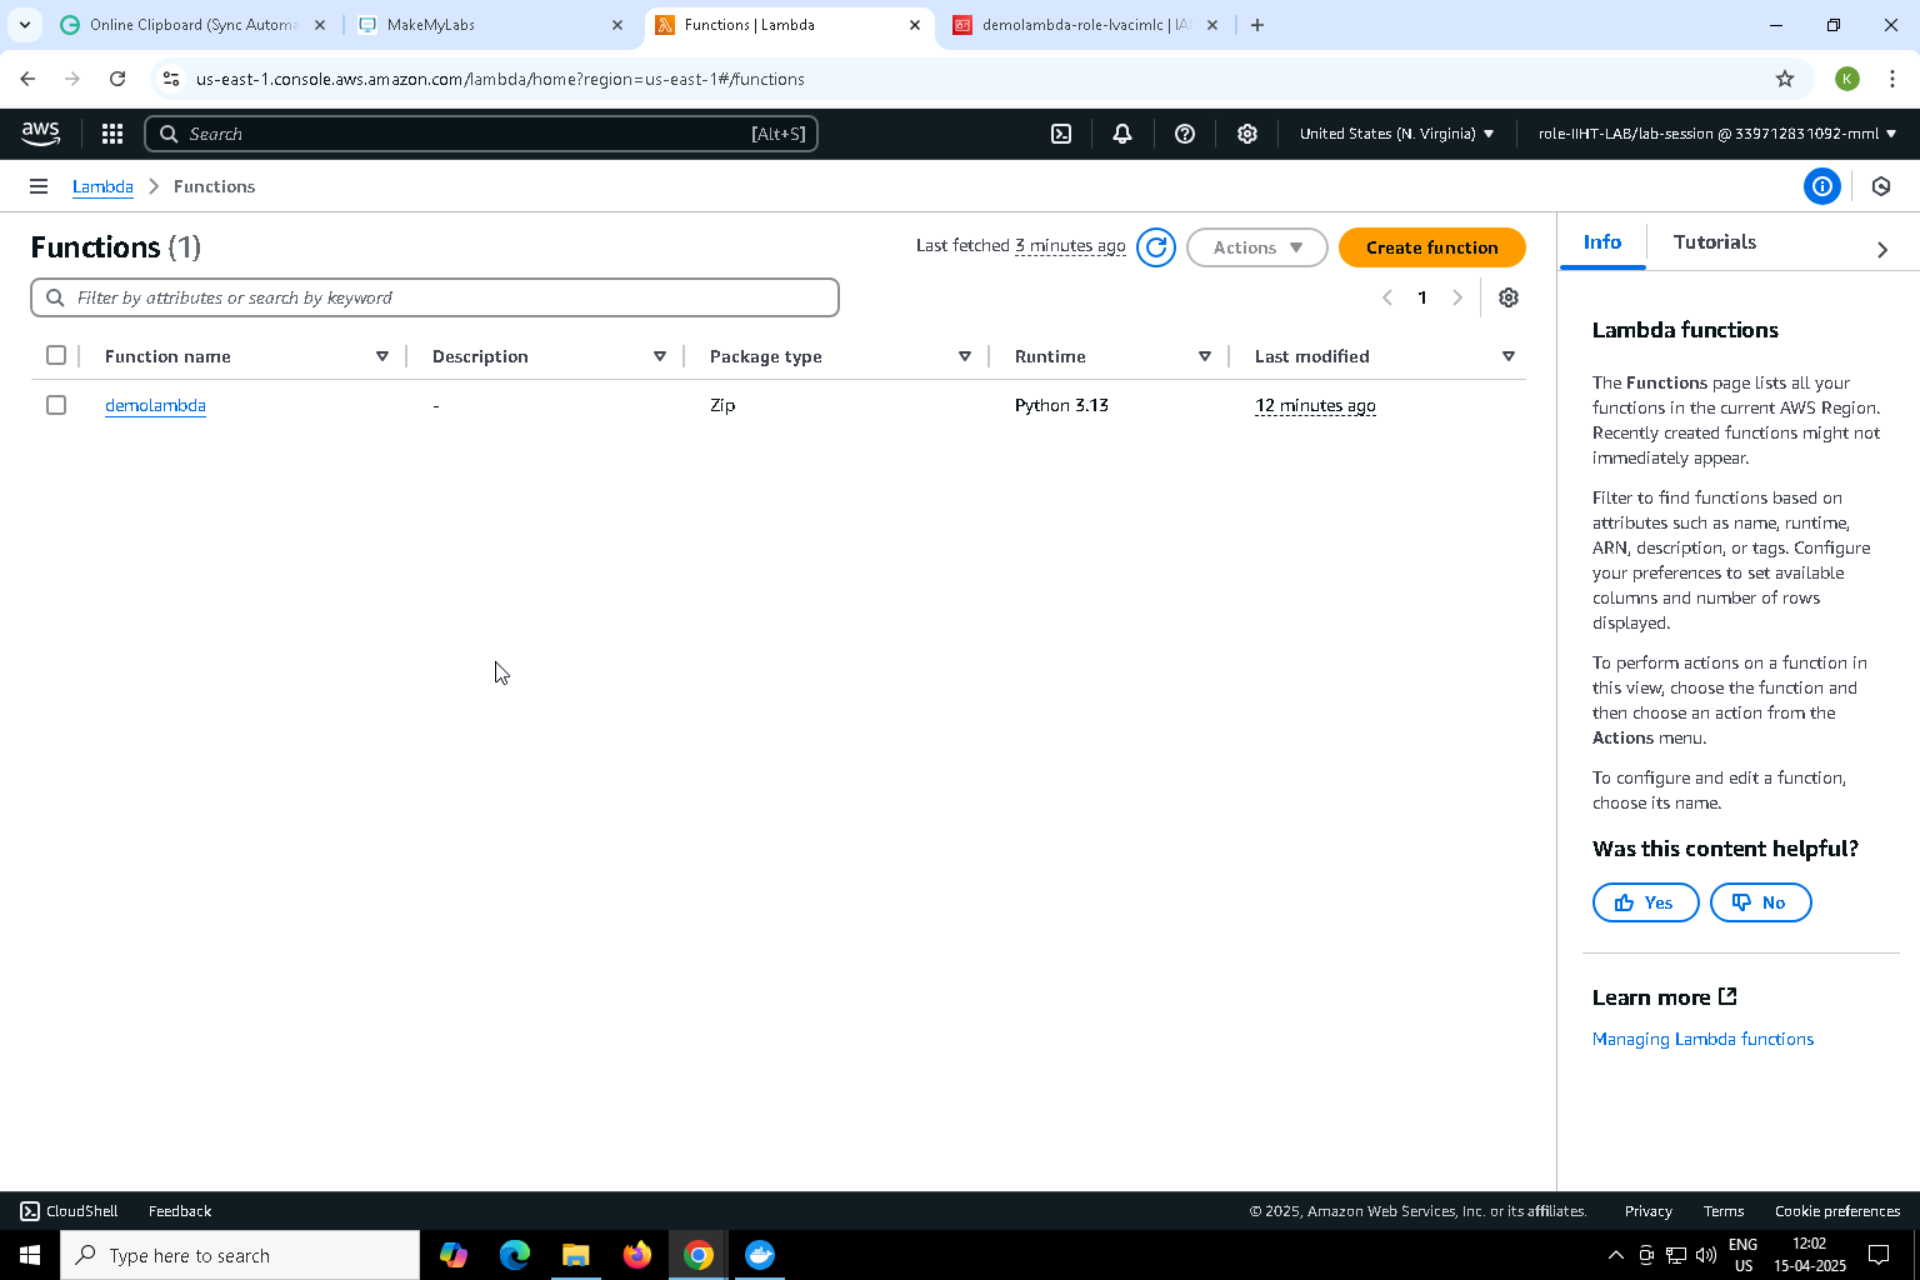 Online Clipboard (Sync Automa
MakeMyLabs
Functions | Lambda
demolambda-role-lvacimlc | IA
us-east-1.console.aws.amazon.com/lambda/home?region=us-east-1#/functions
K
aws
Search
[Alt+S]
United States (N. Virginia)
role-IIHT-LAB/lab-session @ 339712831092-mml
Lambda
Functions
Functions (1)
Last fetched 3 minutes ago
Actions
Create function
Filter by attributes or search by keyword
1
Function name
Description
Package type
Runtime
Last modified
demolambda
-
Zip
Python 3.13
12 minutes ago
Info
Tutorials
Lambda functions
The Functions page lists all your
functions in the current AWS Region.
Recently created functions might not
immediately appear.
Filter to find functions based on
attributes such as name, runtime,
ARN, description, or tags. Configure
your preferences to set available
columns and number of rows
displayed.
To perform actions on a function in
this view, choose the function and
then choose an action from the
Actions menu.
To configure and edit a function,
choose its name.
Was this content helpful?
Yes
No
Learn more
Managing Lambda functions
CloudShell
Feedback
© 2025, Amazon Web Services, Inc. or its affiliates.
Privacy
Terms
Cookie preferences
Type here to search
ENG
US
12:02
15-04-2025